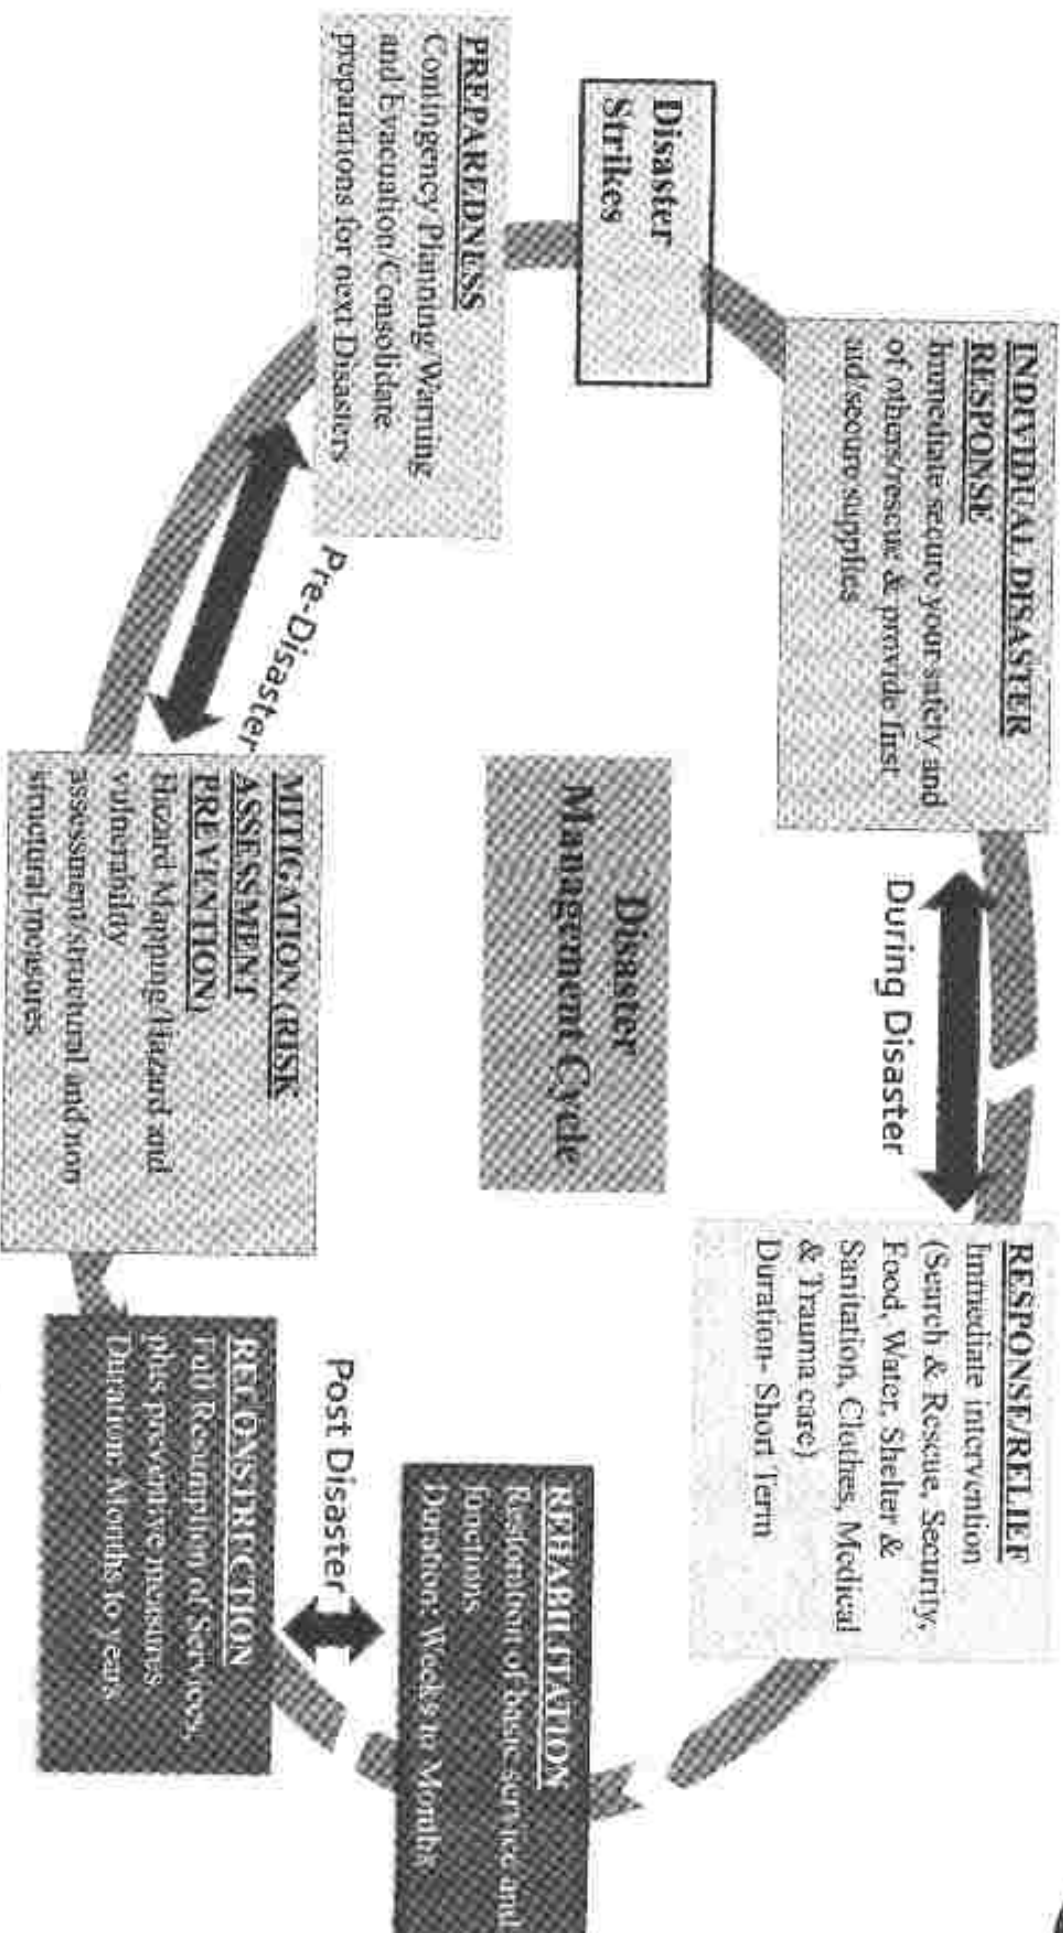 Disaster
Strikes
INDIVIDUAL DISASTER
RESPONSE
Immediate secure your safety and
of others/rescue & provide first
aid/secure supplies
During Disaster
RESPONSE/RELIEF
Immediate intervention
(Search & Rescue, Security,
Food, Water, Shelter &
Sanitation, Clothes, Medical
& Trauma care)
Duration- Short Term
Disaster
Management Cycle
REHABILITATION
Restoration of basic service and
functions
Duration: Weeks to Months
Post Disaster
RECONSTRUCTION
Full Resumption of Services,
plus preventive measures
Duration: Months to years
MITIGATION (RISK
ASSESSMENT
PREVENTION)
Hazard Mapping/Hazard and
vulnerability
assessment/structural and non
structural measures
Pre-Disaster
PREPAREDNESS
Contingency Planning/Warning
and Evacuation/Consolidate
preparations for next Disasters